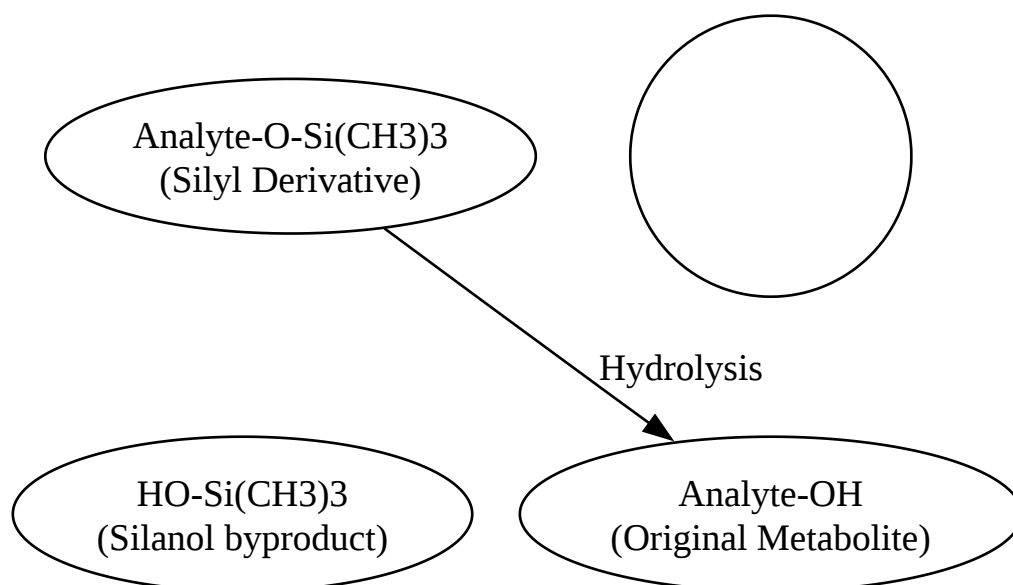 Analyte-O-Si(CH3)3
(Silyl Derivative)
Hydrolysis
HO-Si(CH3)3
(Silanol byproduct)
Analyte-OH
(Original Metabolite)